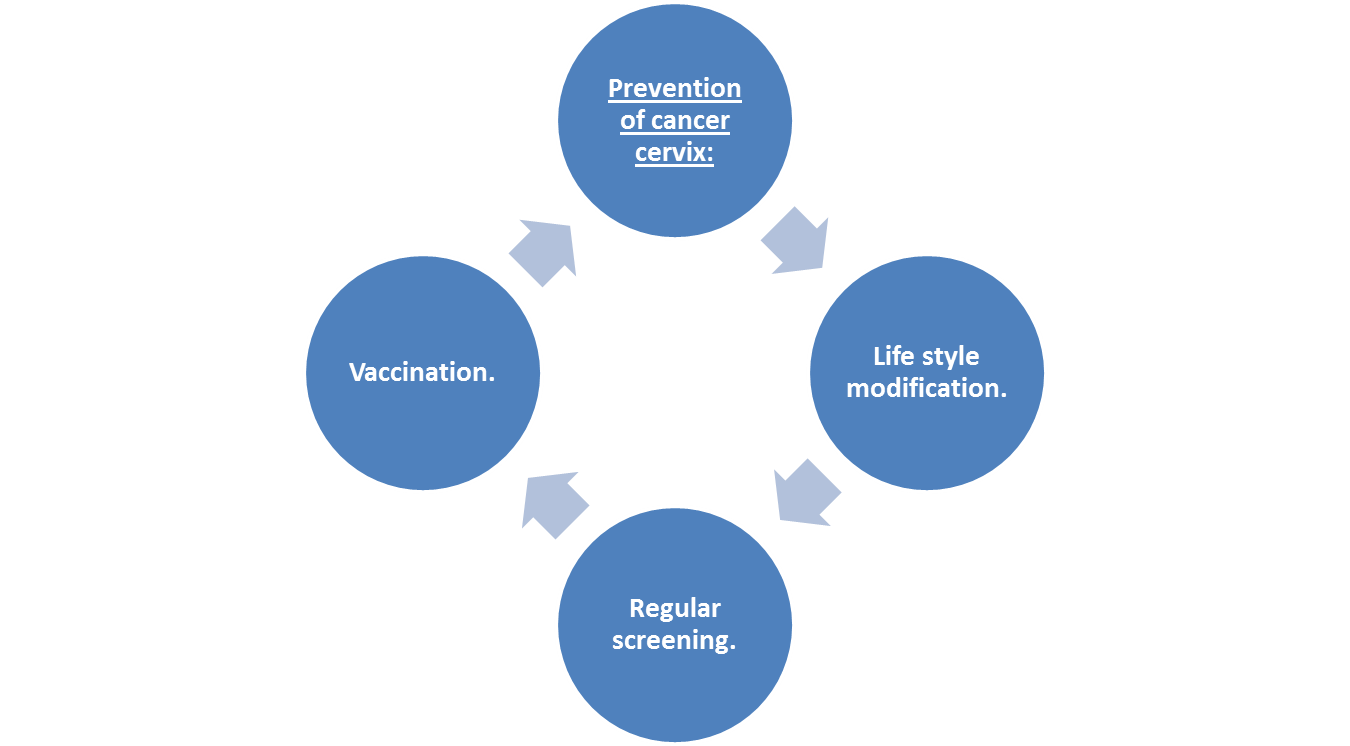 Prevention
of cancer
cervix:
Life style
modification.
Regular
screening.
Vaccination.